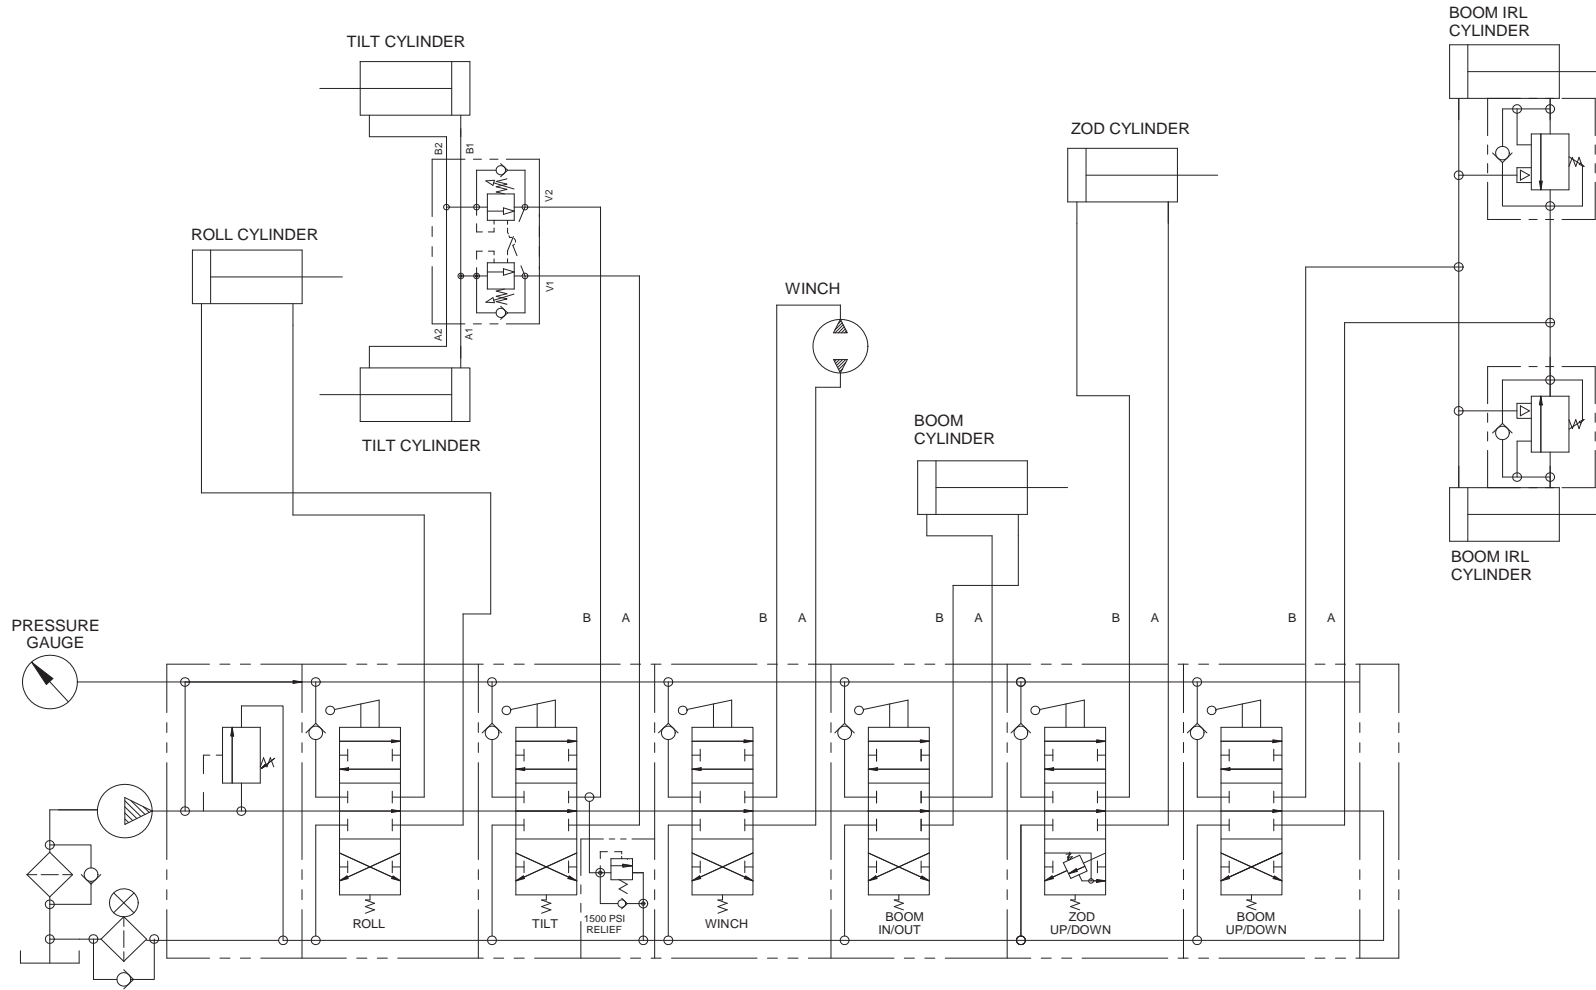 BOOM IRL
CYLINDER
TILT CYLINDER
ZOD CYLINDER
B2
B1
V2
ROLL CYLINDER
V1
WINCH
A2
A1
TILT CYLINDER
BOOM
CYLINDER
BOOM IRL
CYLINDER
PRESSURE
GAUGE
B
A
B
A
B
A
B
A
B
A
ROLL
TILT
1500 PSI
RELIEF
WINCH
BOOM
IN/OUT
ZOD
UP/DOWN
BOOM
UP/DOWN